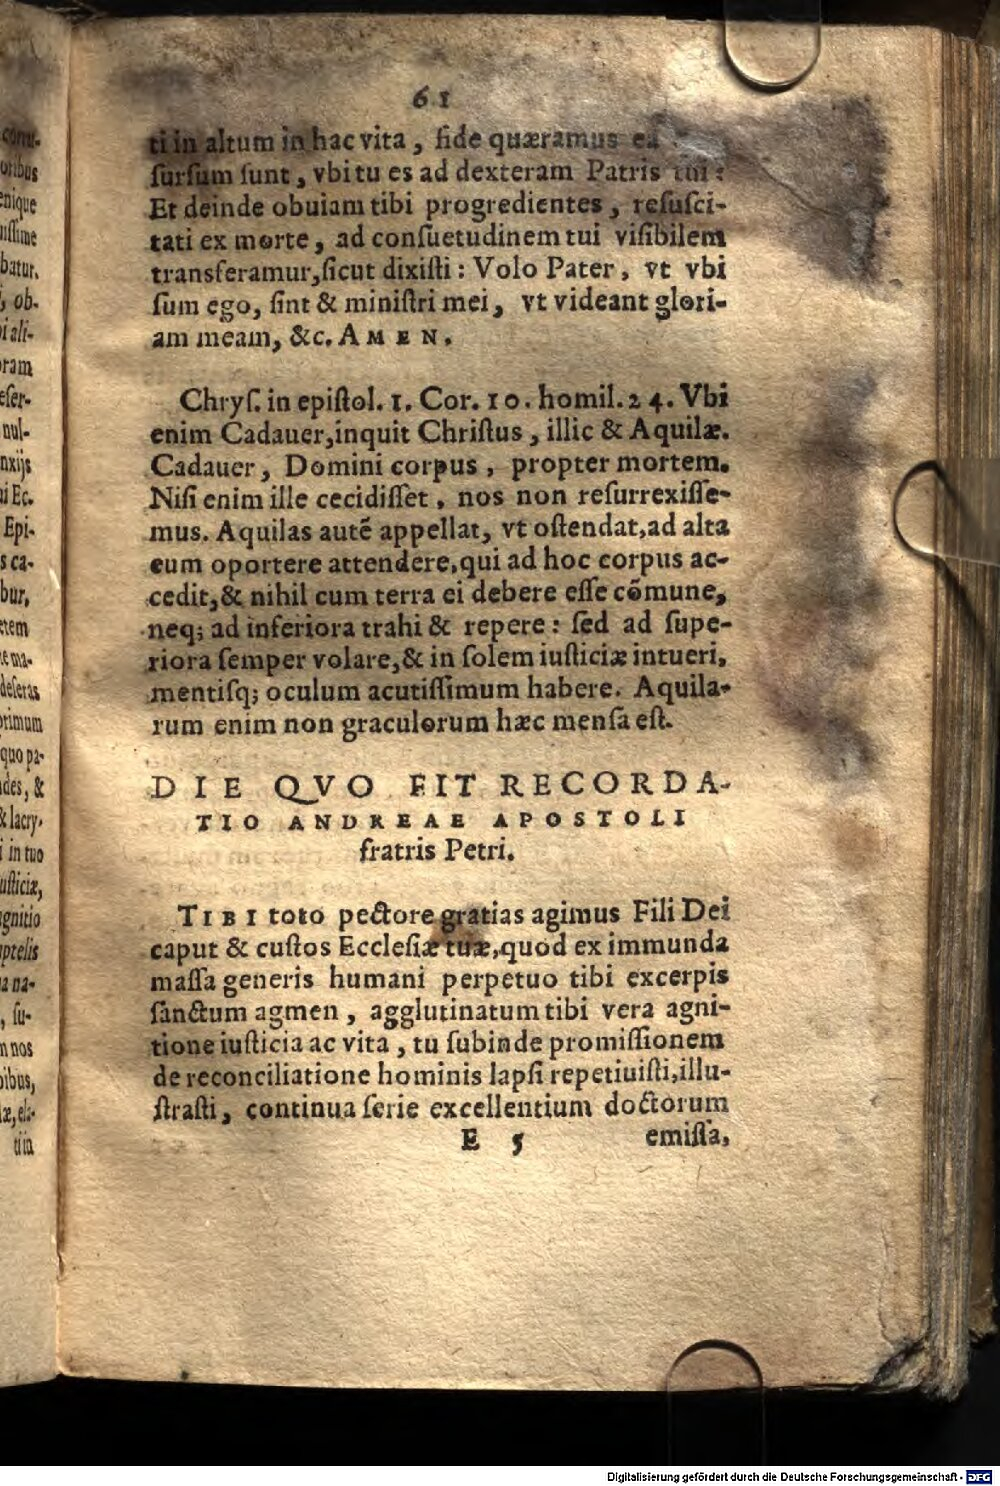 61
ti in altum in hac vita, fide quæramus ea
ſurſum ſunt, vbi tu es ad dexteram Patris tui:
Et deinde obuiam tibi progredientes, reſuſci-
tati ex morte, ad conſuetudinem tui viſibilem
transferamur, ſicut dixiſti: Volo Pater, vt vbi
ſum ego, ſint & miniſtri mei, vt videant glori-
am meam, &c. AMEN.
Chryſ. in epiſtol. 1. Cor. 10. homil. 24. Vbi
enim Cadauer, inquit Chriſtus, illic & Aquilæ.
Cadauer, Domini corpus, propter mortem.
Niſi enim ille cecidiſſet, nos non reſurrexiſſe-
mus. Aquilas autē appellat, vt oſtendat, ad alta
eum oportere attendere, qui ad hoc corpus ac-
cedit, & nihil cum terra ei debere eſſe cōmune,
neq; ad inferiora trahi & repere: ſed ad ſupe-
riora ſemper volare, & in ſolem iuſticiæ intueri,
mentiſq; oculum acutiſſimum habere. Aquila-
rum enim non graculorum hæc menſa eſt.
DIE QVO FIT RECORDA-
TIO ANDREAE APOSTOLI
fratris Petri.
TIBI toto pectore gratias agimus Fili Dei
caput & cuſtos Eccleſiæ tuæ, quod ex immunda
maſſa generis humani perpetuo tibi excerpis
ſanctum agmen, agglutinatum tibi vera agni-
tione iuſticia ac vita, tu ſubinde promiſſionem
de reconciliatione hominis lapſi repetiuiſti, illu-
ſtraſti, continua ſerie excellentium doctorum
E 5 emiſſa,
Digitalisierung gefördert durch die Deutsche Forschungsgemeinschaft - DFG